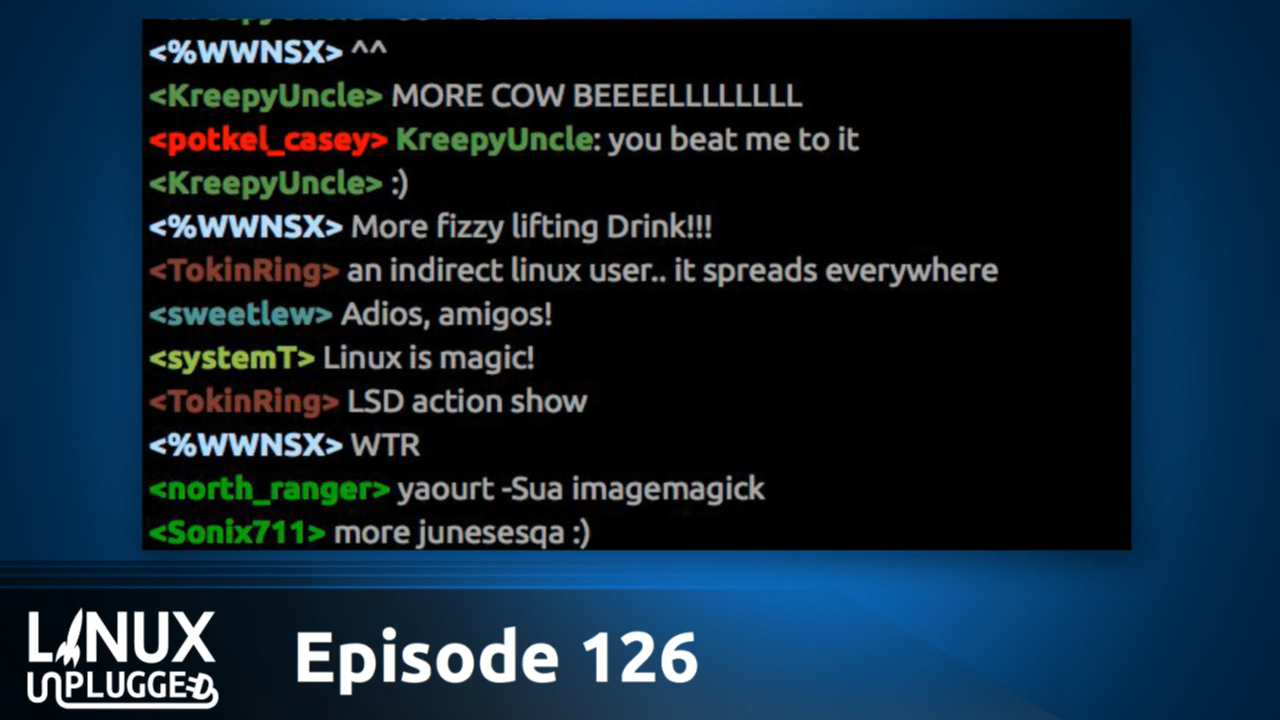 <%WWNSX> ^^
<KreepyUncle> MORE COW BEEEELLLLLLLL
<potkel_casey> KreepyUncle: you beat me to it
<KreepyUncle> :)
<%WWNSX> More fizzy lifting Drink!!!
<TokinRing> an indirect linux user.. it spreads everywhere
<sweetlew> Adios, amigos!
<systemT> Linux is magic!
<TokinRing> LSD action show
<%WWNSX> WTR
<north_ranger> yaourt -Sua imagemagick
<Sonix711> more junesesqa :)
LINUX
UNPLUGGED
Episode 126